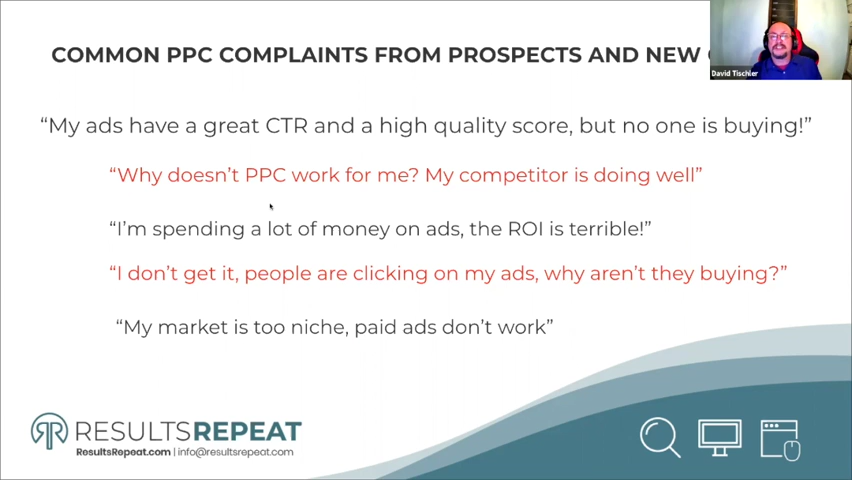 COMMON PPC COMPLAINTS FROM PROSPECTS AND NEW
David Tischler
“My ads have a great CTR and a high quality score, but no one is buying!”
“Why doesn’t PPC work for me? My competitor is doing well”
“I’m spending a lot of money on ads, the ROI is terrible!”
“I don’t get it, people are clicking on my ads, why aren’t they buying?”
“My market is too niche, paid ads don’t work”
RESULTSREPEAT
ResultsRepeat.com | info@resultsrepeat.com